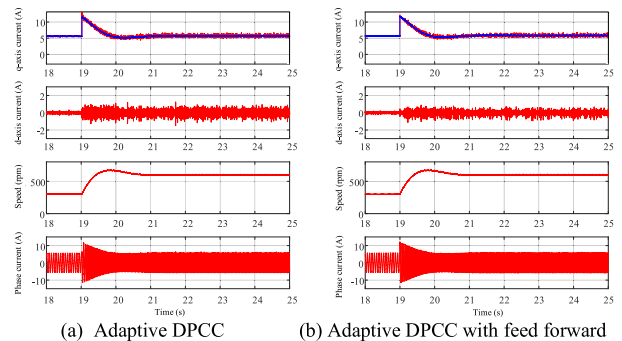 q-axis current (A)
10
5
0
18 19 20 21 22 23 24 25
d-axis current (A)
2
0
-2
18 19 20 21 22 23 24 25
Speed (rpm)
500
0
18 19 20 21 22 23 24 25
Phase current (A)
10
0
-10
18 19 20 21 22 23 24 25
Time (s)
(a) Adaptive DPCC
q-axis current (A)
10
5
0
18 19 20 21 22 23 24 25
d-axis current (A)
2
0
-2
18 19 20 21 22 23 24 25
Speed (rpm)
500
0
18 19 20 21 22 23 24 25
Phase current (A)
10
0
-10
18 19 20 21 22 23 24 25
Time (s)
(b) Adaptive DPCC with feed forward